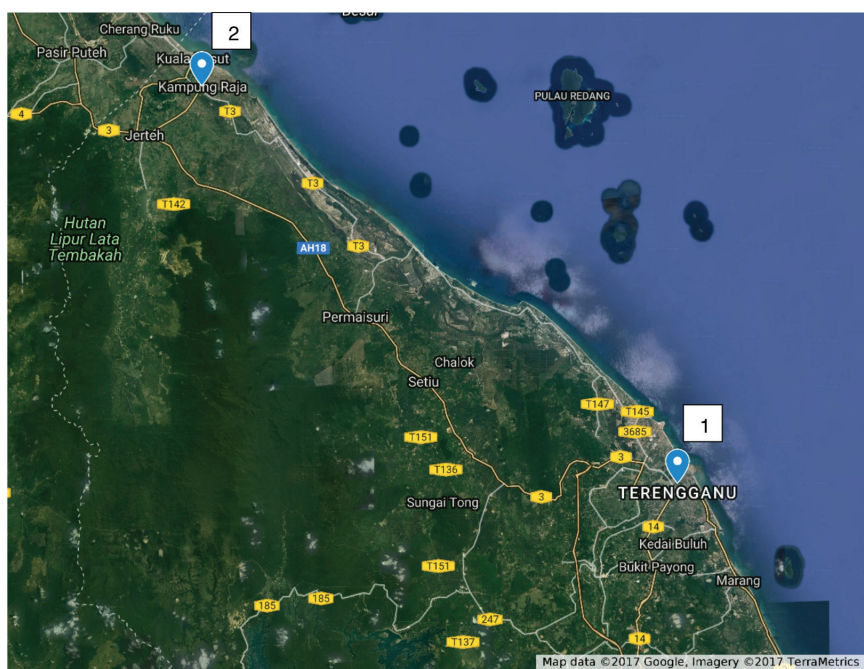 Cherang Ruku
2
Pasir Puteh
Kampung Raja
PULAU REDANG
4
3
T3
Jerteh
T3
T142
Hutan
Lipur Lata
Tembakah
AH18
T3
Permaisuri
Chalok
Setiu
T147
T145
1
3685
T151
3
T136
TERENGGANU
Sungai Tong
3
14
Kedai Buluh
T151
Bukit Payong
Marang
185
185
247
T137
14
Map data ©2017 Google, Imagery ©2017 TerraMetrics